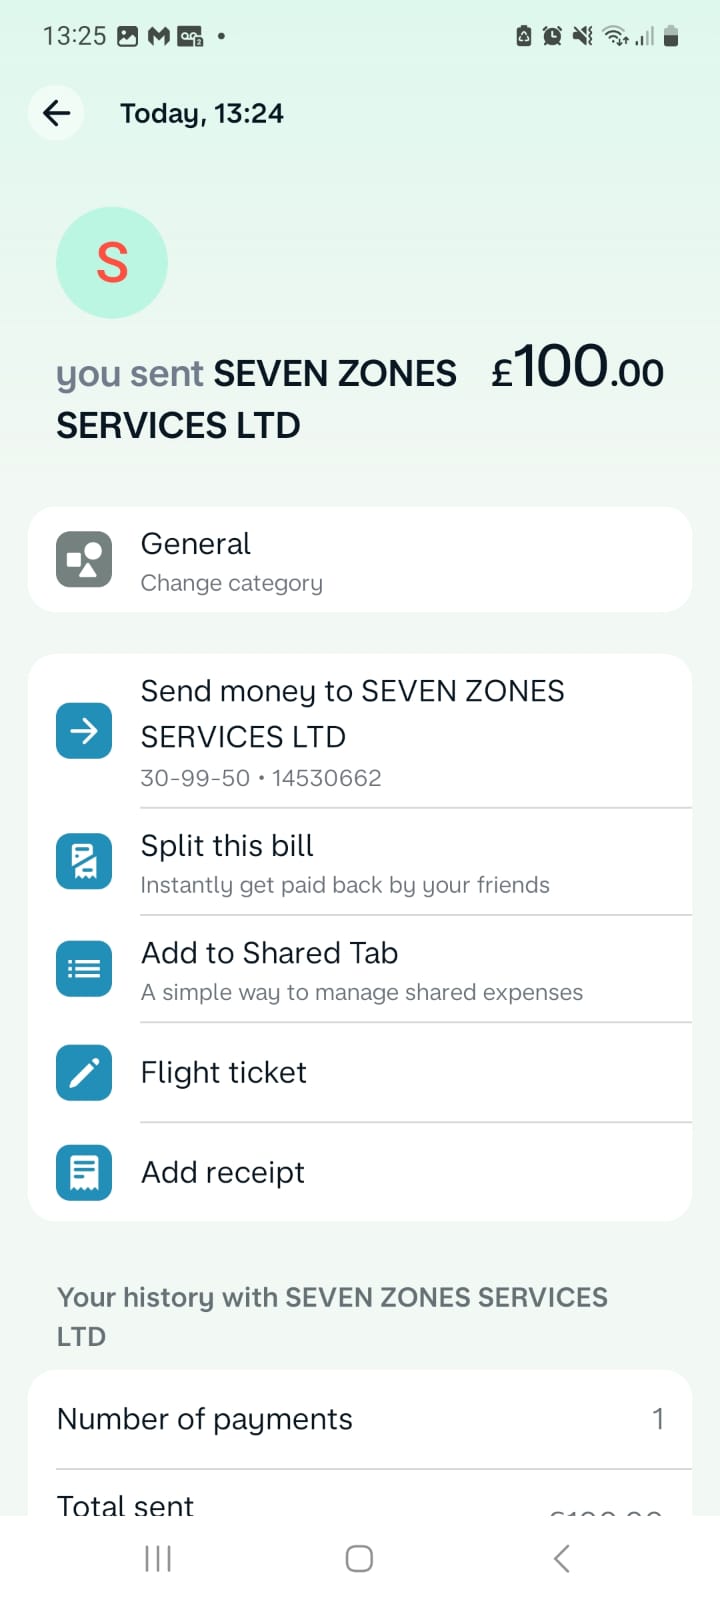 13:25
Today, 13:24
S
you sent SEVEN ZONES £100.00
SERVICES LTD
General
Change category
Send money to SEVEN ZONES
SERVICES LTD
30-99-50 • 14530662
Split this bill
Instantly get paid back by your friends
Add to Shared Tab
A simple way to manage shared expenses
Flight ticket
Add receipt
Your history with SEVEN ZONES SERVICES
LTD
Number of payments 1
Total sent